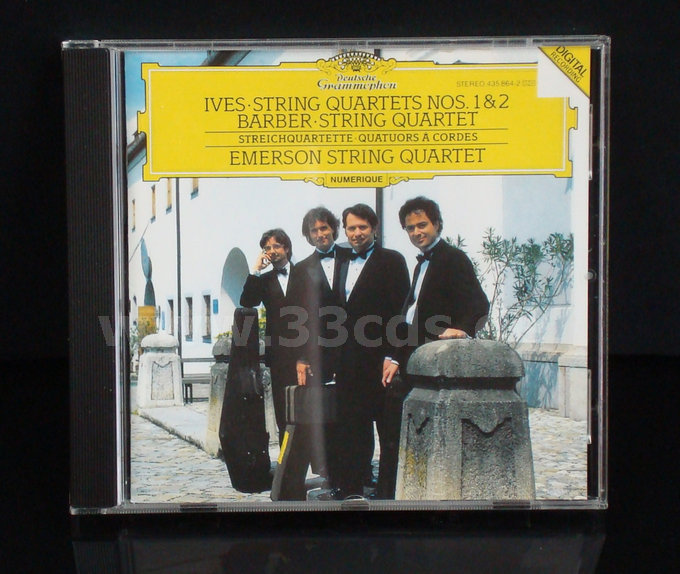 Deutsche
Grammophon
STEREO 435 864-2
DIGITAL
RECORDING
IVES·STRING QUARTETS NOS. 1&2
BARBER·STRING QUARTET
STREICHQUARTETTE·QUATUORS A CORDES
EMERSON STRING QUARTET
NUMERIQUE
www.33cds.